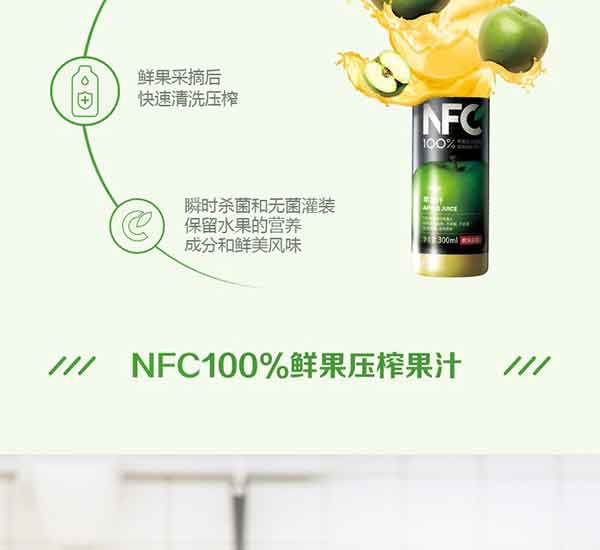 鲜果采摘后
快速清洗压榨
NFC
100%
APPLE JUICE
300ml
瞬时杀菌和无菌灌装
保留水果的营养
成分和鲜美风味
NFC100%鲜果压榨果汁